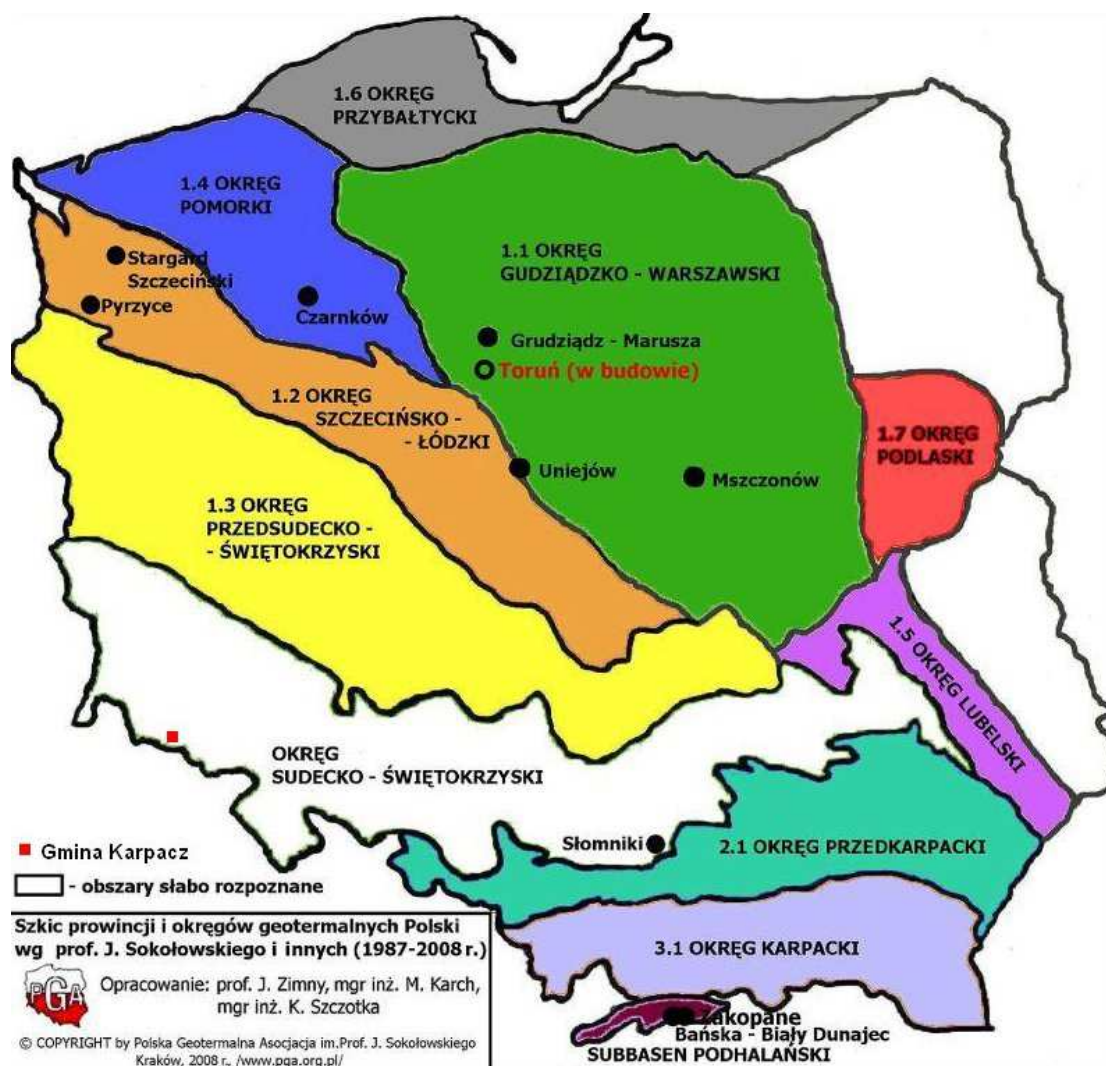 1.6 OKRĘG
PRZYBAŁTYCKI
1.4 OKRĘG
POMORKI
1.1 OKRĘG
GUDZIĄDZKO - WARSZAWSKI
Stargard
Szczeciński
Pyrzyce
Czarnków
Grudziądz - Marusza
Toruń (w budowie)
1.2 OKRĘG
SZCZECIŃSKO -
- ŁÓDZKI
1.7 OKRĘG
PODLASKI
Uniejów
Mszczonów
1.3 OKRĘG
PRZEDSUDECKO -
- ŚWIĘTOKRZYSKI
1.5 OKRĘG LUBELSKI
OKRĘG
SUDECKO - ŚWIĘTOKRZYSKI
Słomniki
2.1 OKRĘG PRZEDKARPACKI
Gmina Karpacz
- obszary słabo rozpoznane
3.1 OKRĘG KARPACKI
Zakopane
Bańska - Biały Dunajec
SUBBASEN PODHALAŃSKI
Szkic prowincji i okręgów geotermalnych Polski
wg prof. J. Sokołowskiego i innych (1987-2008 r.)
PGA
Opracowanie: prof. J. Zimny, mgr inż. M. Karch,
mgr inż. K. Szczotka
© COPYRIGHT by Polska Geotermalna Asocjacja im.Prof. J. Sokołowskiego
Kraków, 2008 r., /www.pga.org.pl/